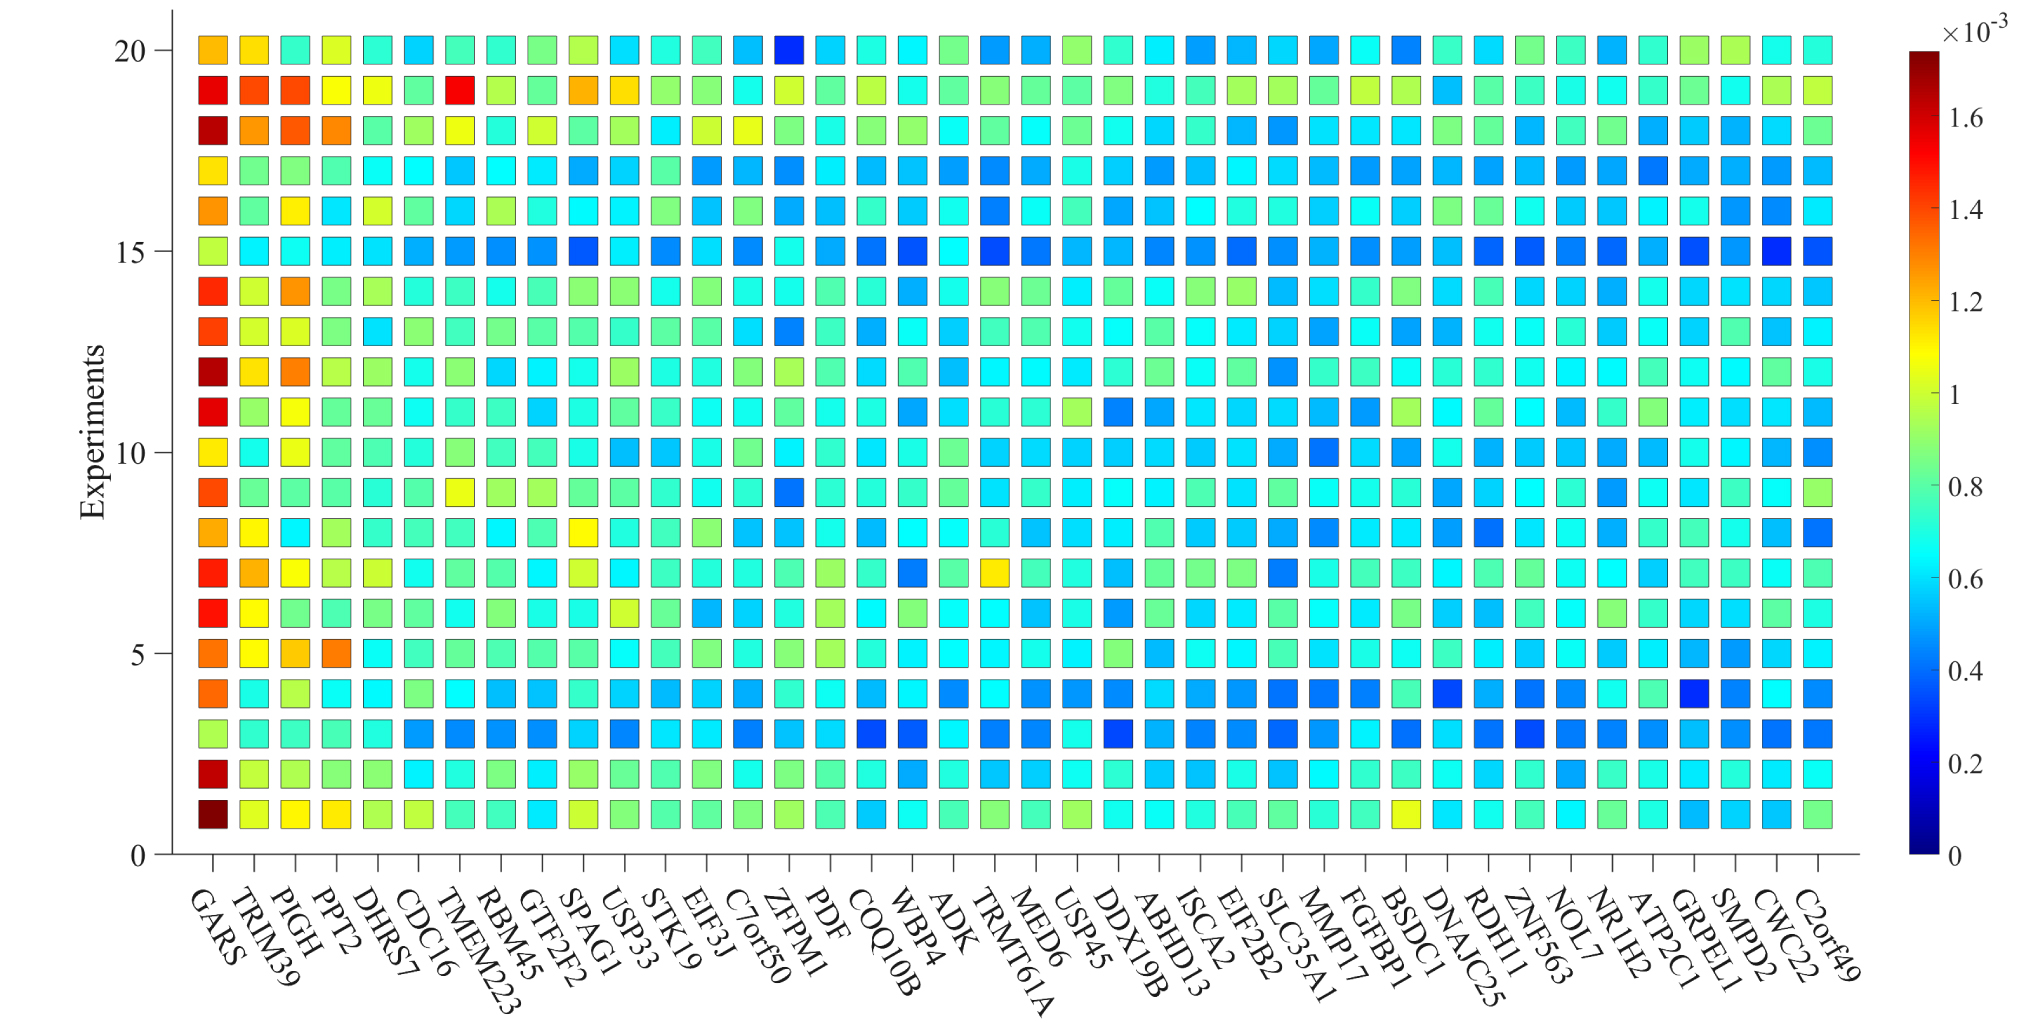 ×10⁻³
20
15
10
5
0
Experiments
1.6
1.4
1.2
1
0.8
0.6
0.4
0.2
0
GARS
TRIM39
PIGH
PPT2
DHRS7
CDC16
TMEM223
RBM45
GTF2F2
SPAG1
USP33
STK19
EIF3J
C7orf50
ZFPM1
PDF
COQ10B
WBP4
ADK
TRMT61A
MED6
USP45
DDX19B
ABHD13
ISCA2
EIF2B2
SLC35A1
MMP17
FGFBP1
BSDC1
DNAJC25
RDH11
ZNF563
NOL7
NR1H2
ATP2C1
GRPEL1
SMPD2
CWC22
C2orf49